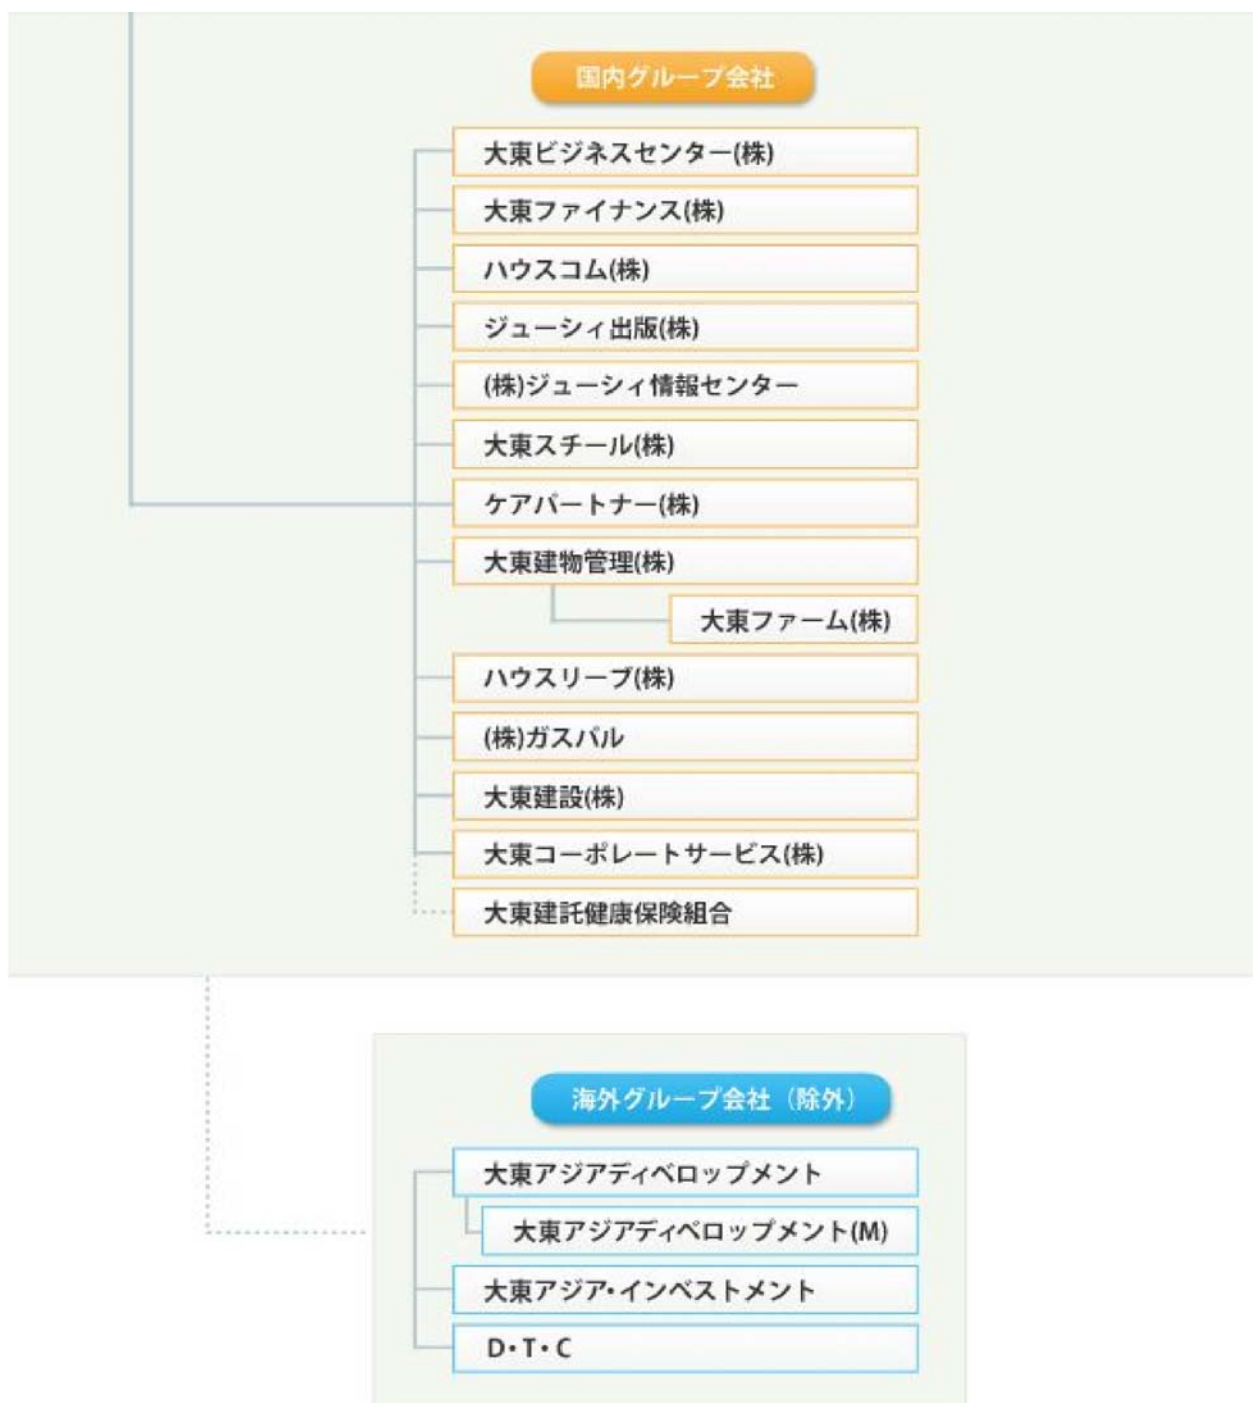 国内グループ会社
大東ビジネスセンター(株)
大東ファイナンス(株)
ハウスコム(株)
ジューシィ出版(株)
(株)ジューシィ情報センター
大東スチール(株)
ケアパートナー(株)
大東建物管理(株)
大東ファーム(株)
ハウスリーブ(株)
(株)ガスパル
大東建設(株)
大東コーポレートサービス(株)
大東建託健康保険組合
海外グループ会社（除外）
大東アジアディベロップメント
大東アジアディベロップメント(M)
大東アジア・インベストメント
D・T・C